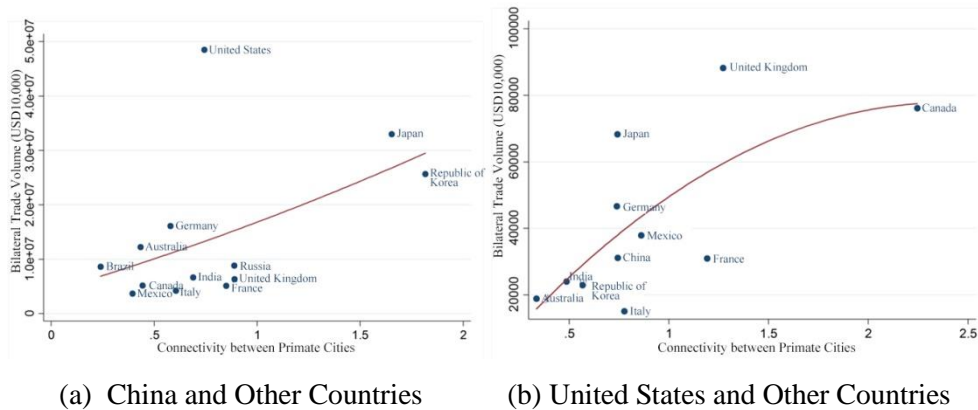 Bilateral Trade Volume (USD10,000)
5.0e+07
4.0e+07
3.0e+07
2.0e+07
1.0e+07
0
United States
Japan
Republic of
Korea
Germany
Australia
Brazil
Russia
India
United Kingdom
Canada
France
Mexico
Italy
0
.5
1
1.5
2
Connectivity between Primate Cities
(a) China and Other Countries
Bilateral Trade Volume (USD10,000)
100000
80000
60000
40000
20000
United Kingdom
Canada
Japan
Germany
Mexico
China
France
India
Republic of
Korea
Australia
Italy
.5
1
1.5
2
2.5
Connectivity between Primate Cities
(b) United States and Other Countries